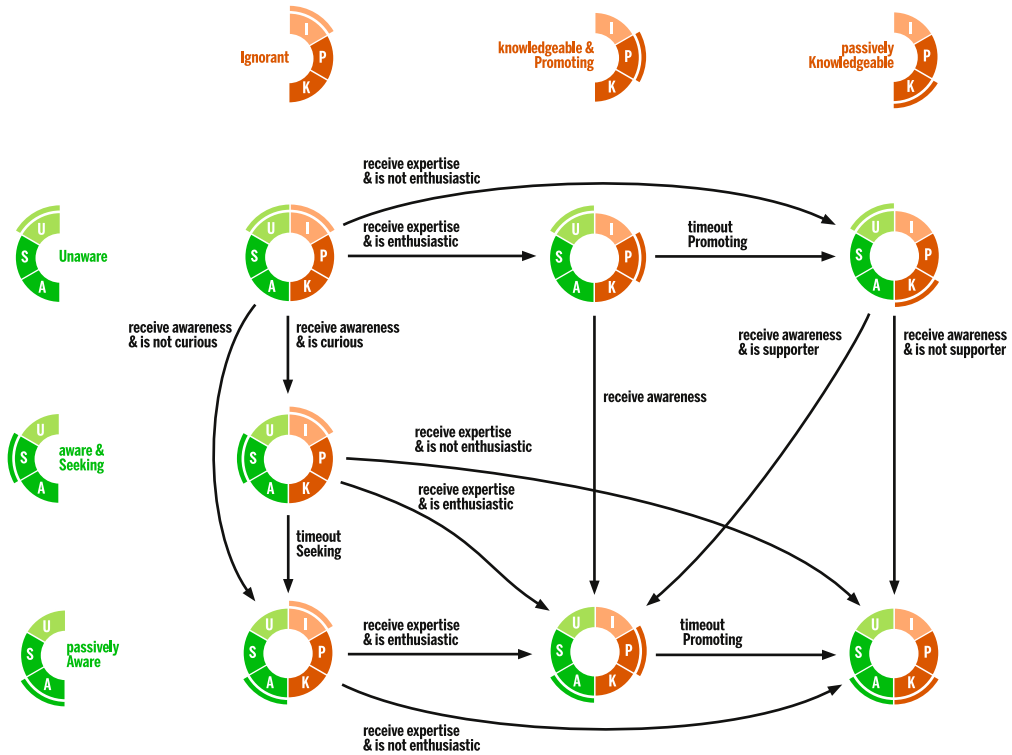 I
P
K
Ignorant
I
P
K
knowledgeable &
Promoting
I
P
K
passively
Knowledgeable
receive expertise
& is not enthusiastic
U
S
A
Unaware
U
I
S
P
A
K
receive expertise
& is enthusiastic
U
I
S
P
A
K
timeout
Promoting
U
I
S
P
A
K
receive awareness
& is not curious
receive awareness
& is curious
receive awareness
receive awareness
& is supporter
receive awareness
& is not supporter
U
S
A
aware &
Seeking
U
I
S
P
A
K
receive expertise
& is not enthusiastic
receive expertise
& is enthusiastic
timeout
Seeking
U
S
A
passively
Aware
U
I
S
P
A
K
receive expertise
& is enthusiastic
U
I
S
P
A
K
timeout
Promoting
U
I
S
P
A
K
receive expertise
& is not enthusiastic